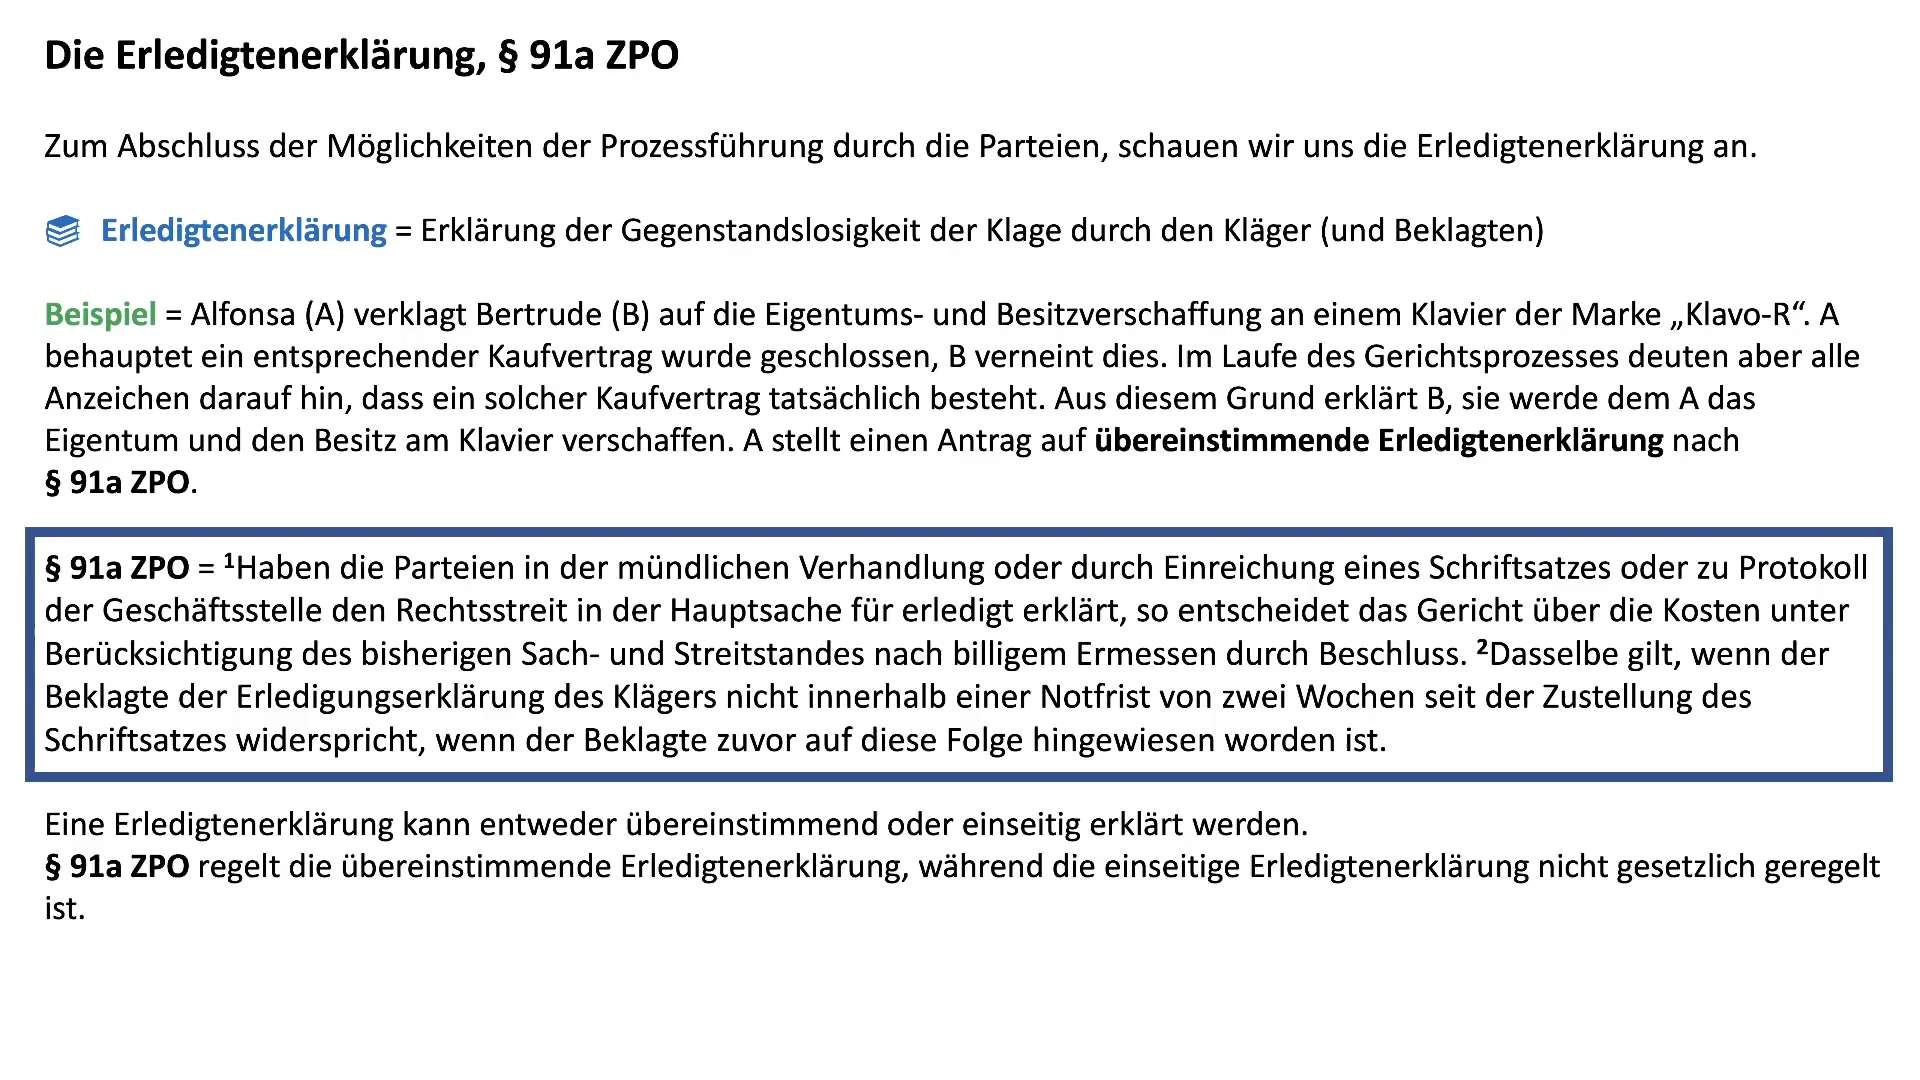 Die Erledigtenerklärung, § 91a ZPO
Zum Abschluss der Möglichkeiten der Prozessführung durch die Parteien, schauen wir uns die Erledigtenerklärung an.
Erledigtenerklärung = Erklärung der Gegenstandslosigkeit der Klage durch den Kläger (und Beklagten)
Beispiel = Alfonsa (A) verklagt Bertrude (B) auf die Eigentums- und Besitzverschaffung an einem Klavier der Marke „Klavo-R“. A
behauptet ein entsprechender Kaufvertrag wurde geschlossen, B verneint dies. Im Laufe des Gerichtsprozesses deuten aber alle
Anzeichen darauf hin, dass ein solcher Kaufvertrag tatsächlich besteht. Aus diesem Grund erklärt B, sie werde dem A das
Eigentum und den Besitz am Klavier verschaffen. A stellt einen Antrag auf übereinstimmende Erledigtenerklärung nach
§ 91a ZPO.
§ 91a ZPO = ¹Haben die Parteien in der mündlichen Verhandlung oder durch Einreichung eines Schriftsatzes oder zu Protokoll
der Geschäftsstelle den Rechtsstreit in der Hauptsache für erledigt erklärt, so entscheidet das Gericht über die Kosten unter
Berücksichtigung des bisherigen Sach- und Streitstandes nach billigem Ermessen durch Beschluss. ²Dasselbe gilt, wenn der
Beklagte der Erledigungserklärung des Klägers nicht innerhalb einer Notfrist von zwei Wochen seit der Zustellung des
Schriftsatzes widerspricht, wenn der Beklagte zuvor auf diese Folge hingewiesen worden ist.
Eine Erledigtenerklärung kann entweder übereinstimmend oder einseitig erklärt werden.
§ 91a ZPO regelt die übereinstimmende Erledigtenerklärung, während die einseitige Erledigtenerklärung nicht gesetzlich geregelt
ist.